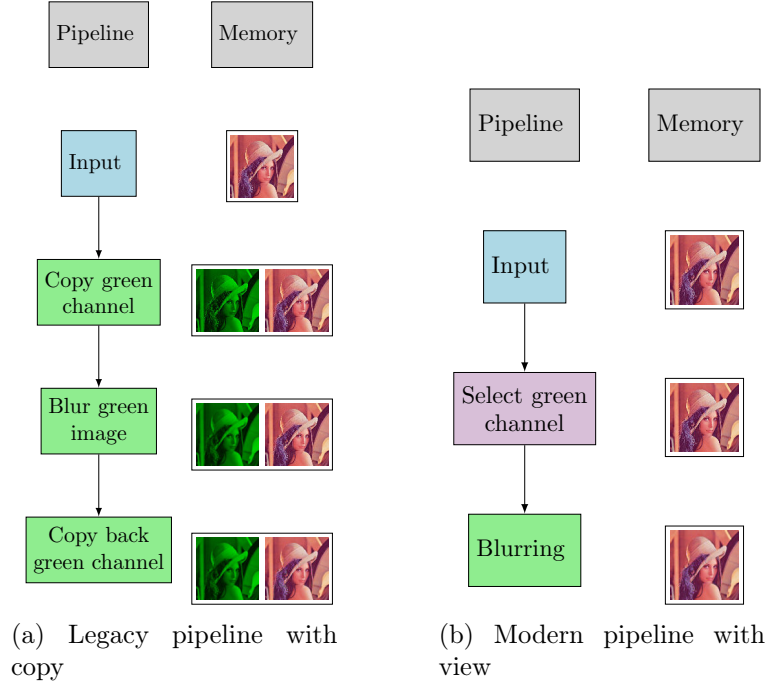 Pipeline
Memory
Input
Copy green
channel
Blur green
image
Copy back
green channel
(a) Legacy pipeline with
copy
Pipeline
Memory
Input
Select green
channel
Blurring
(b) Modern pipeline with
view